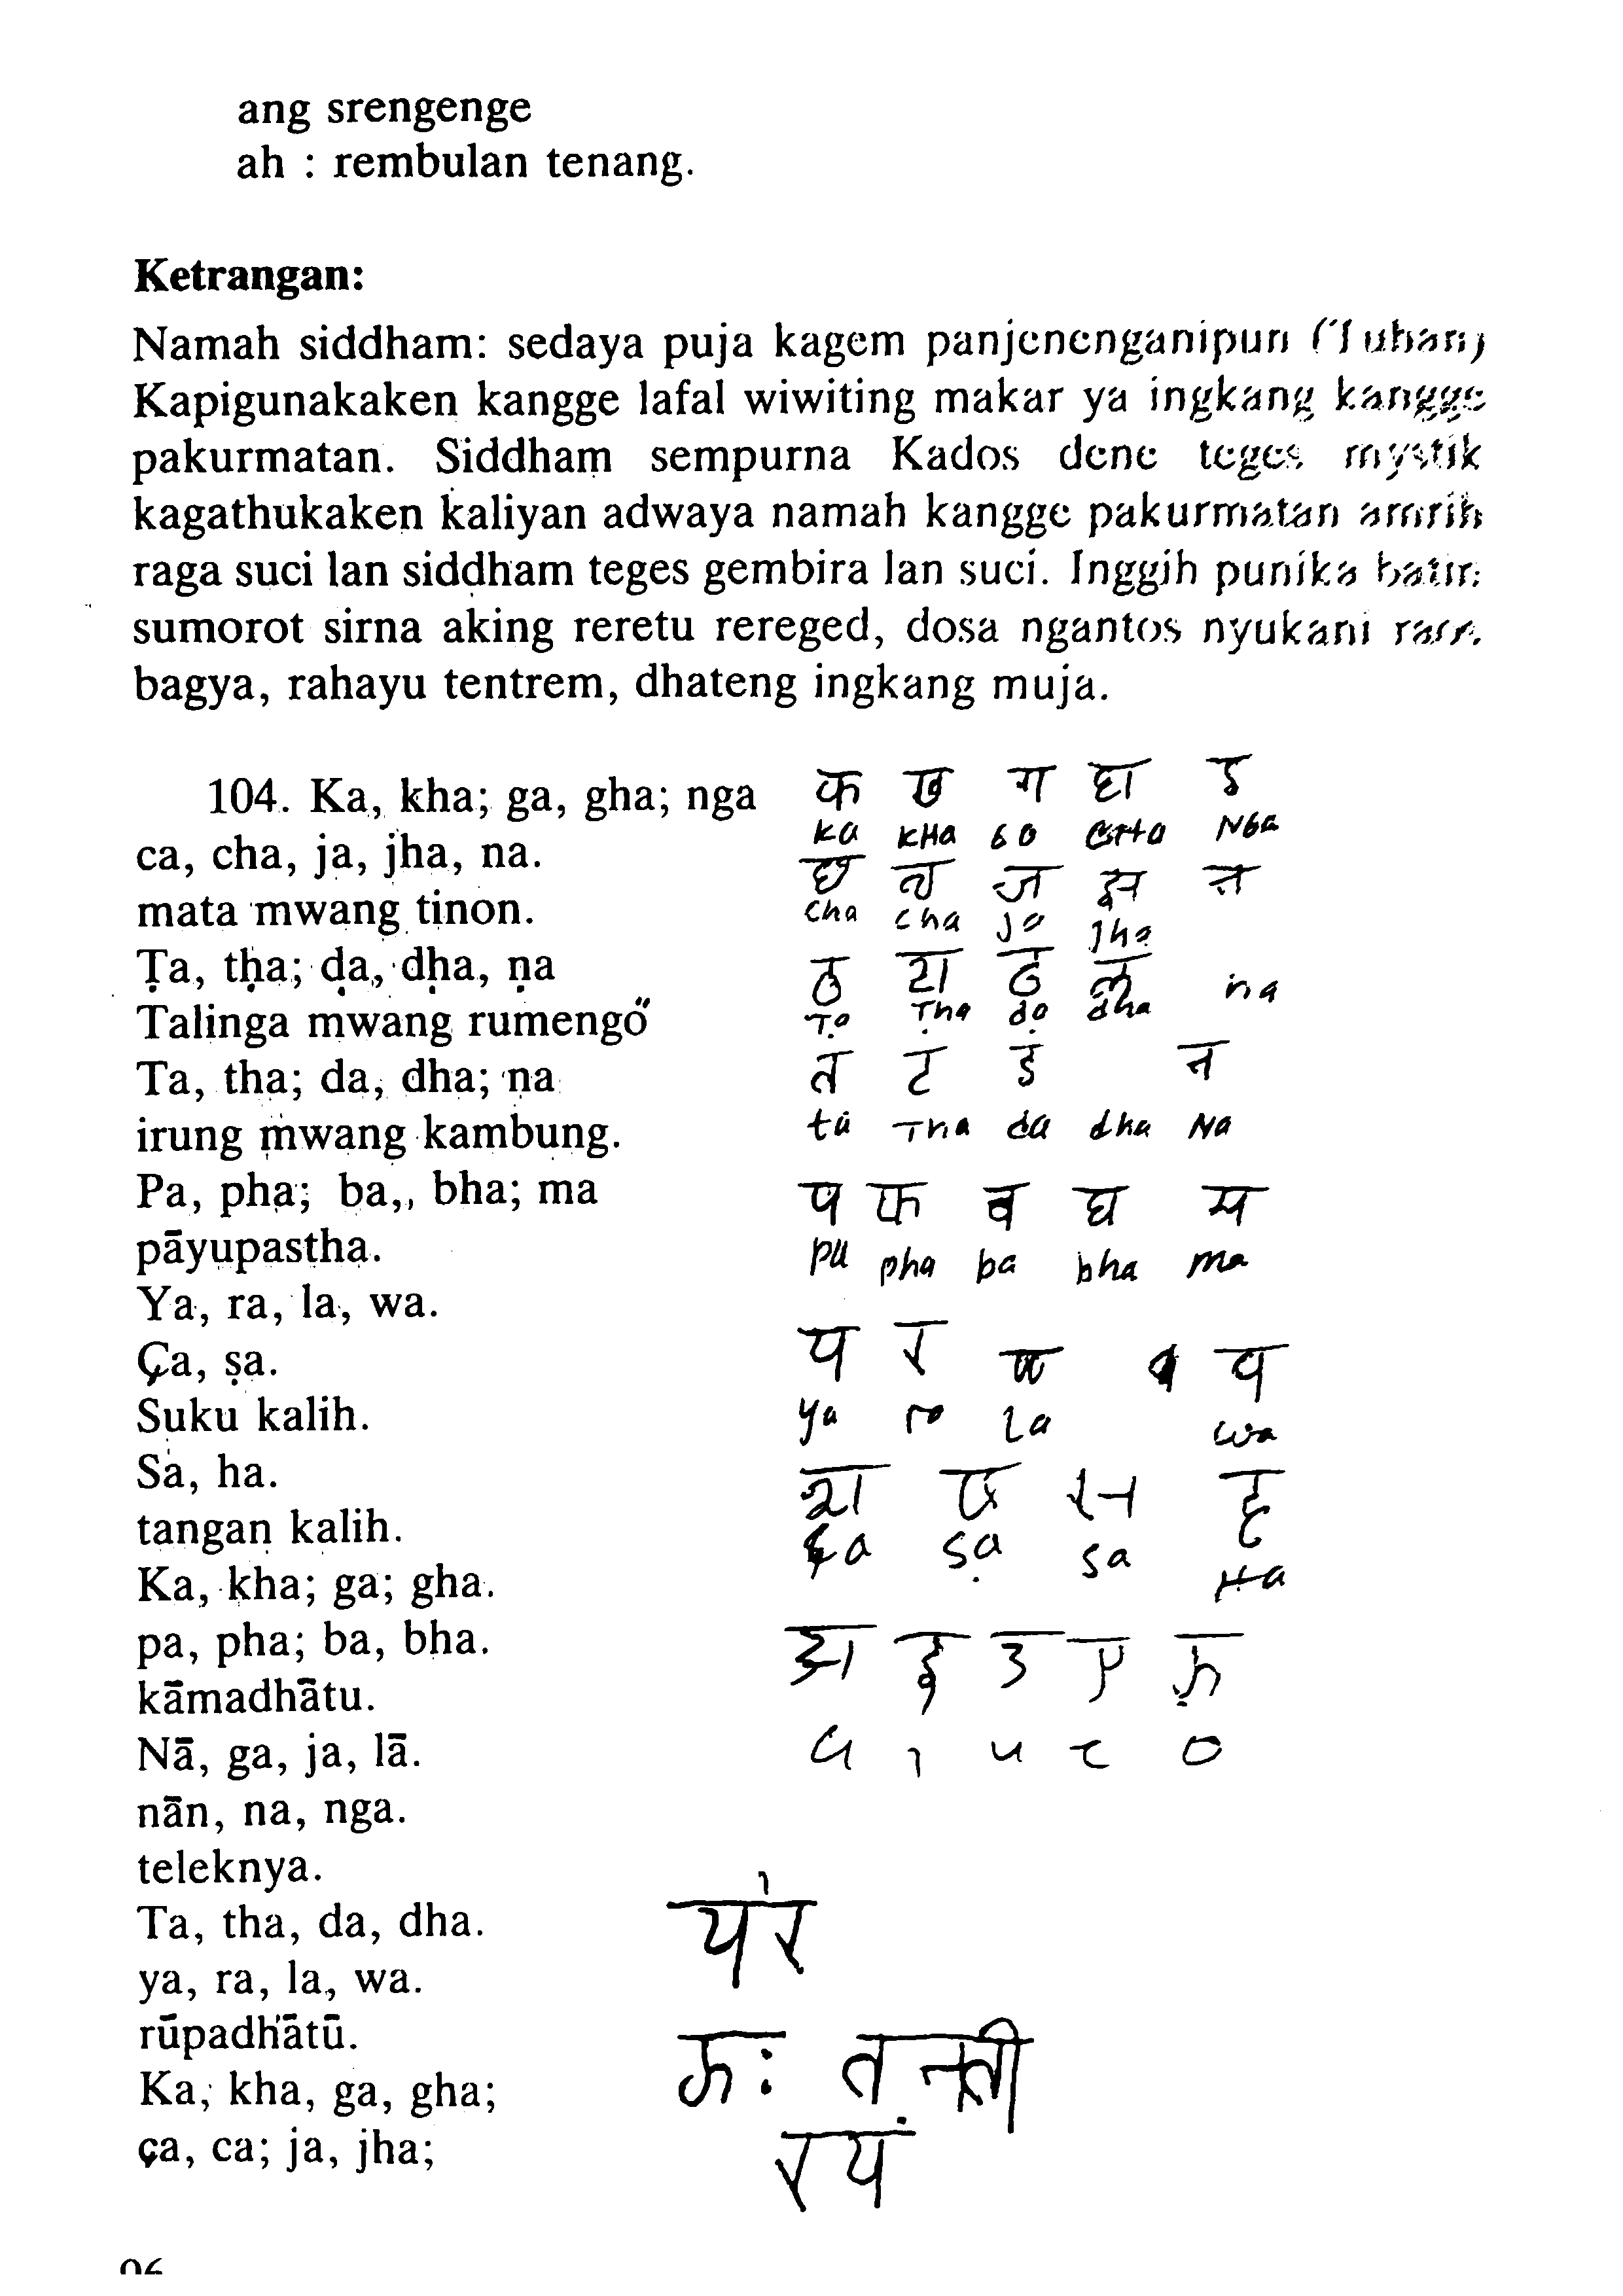 ang srengenge
ah : rembulan tenang.
Ketrangan:
Namah siddham: sedaya puja kagem panjenenganipun (Tuhan)
Kapigunakaken kangge lafal wiwiting makar ya ingkang kangge
pakurmatan. Siddham sempurna Kados dene teges mystik
kagathukaken kaliyan adwaya namah kangge pakurmatan amrih
raga suci lan siddham teges gembira lan suci. Inggih punika batin
sumorot sirna aking reretu rereged, dosa ngantos nyukani
bagya, rahayu tentrem, dhateng ingkang muja.
104. Ka, kha; ga, gha; nga
ca, cha, ja, jha, na.
mata mwang tinon.
Ṭa, ṭha; ḍa, ḍha, ṇa
Talinga mwang rumengő
Ta, tha; da, dha; na
irung mwang kambung.
Pa, pha; ba,, bha; ma
pāyupastha.
Ya, ra, la, wa.
Ça, ṣa.
Suku kalih.
Sa, ha.
tangan kalih.
Ka, kha; ga; gha.
pa, pha; ba, bha.
kāmadhātu.
Nā, ga, ja, lā.
nān, na, nga.
teleknya.
Ta, tha, da, dha.
ya, ra, la, wa.
rūpadhātū.
Ka, kha, ga, gha;
ça, ca; ja, jha;
क ख ग घ ङ
ka kHa Ga GHa NGa
cha cha ja jha
Ṭa Ṭha ḍa dha na
त ट ड न
ta Tha da dha Na
प फ ब घ म
pa pha ba bha ma
य र व
ya ra la wa
श ष स ह
ça ṣa sa Ha
a i u e o